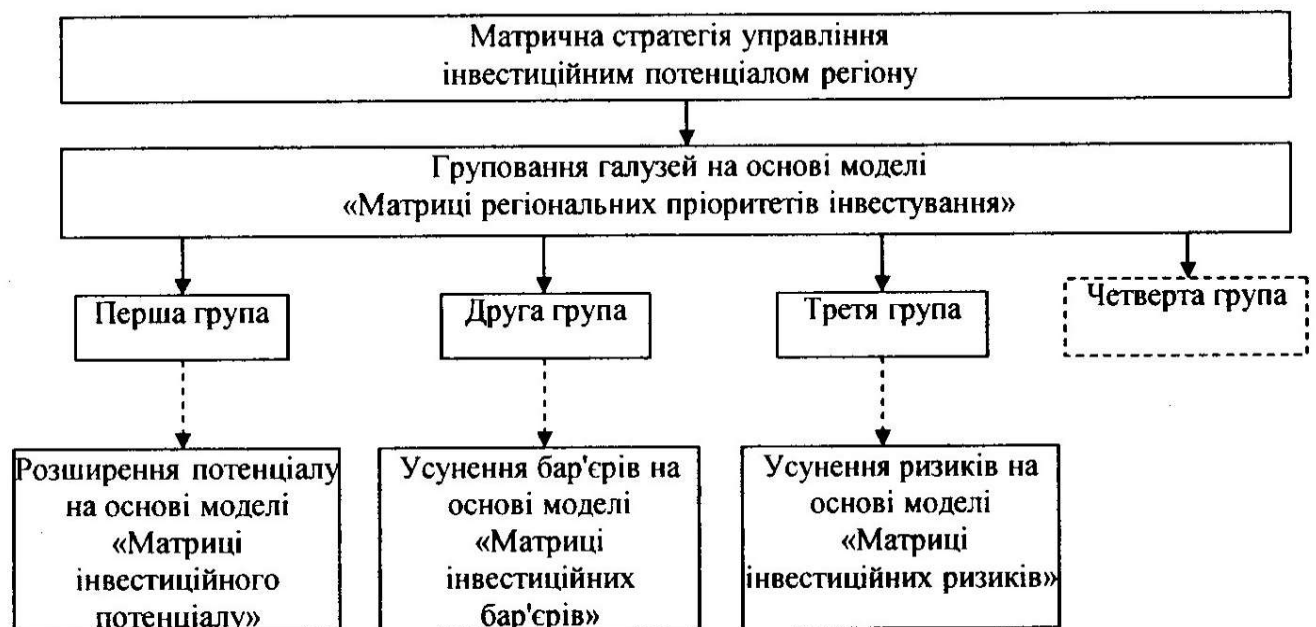 Матрична стратегія управління
інвестиційним потенціалом регіону
Груповання галузей на основі моделі
«Матриці регіональних пріоритетів інвестування»
Перша група
Друга група
Третя група
Четверта група
Розширення потенціалу
на основі моделі
«Матриці
інвестиційного
потенціалу»
Усунення бар'єрів на
основі моделі
«Матриці
інвестиційних
бар'єрів»
Усунення ризиків на
основі моделі
«Матриці
інвестиційних ризиків»